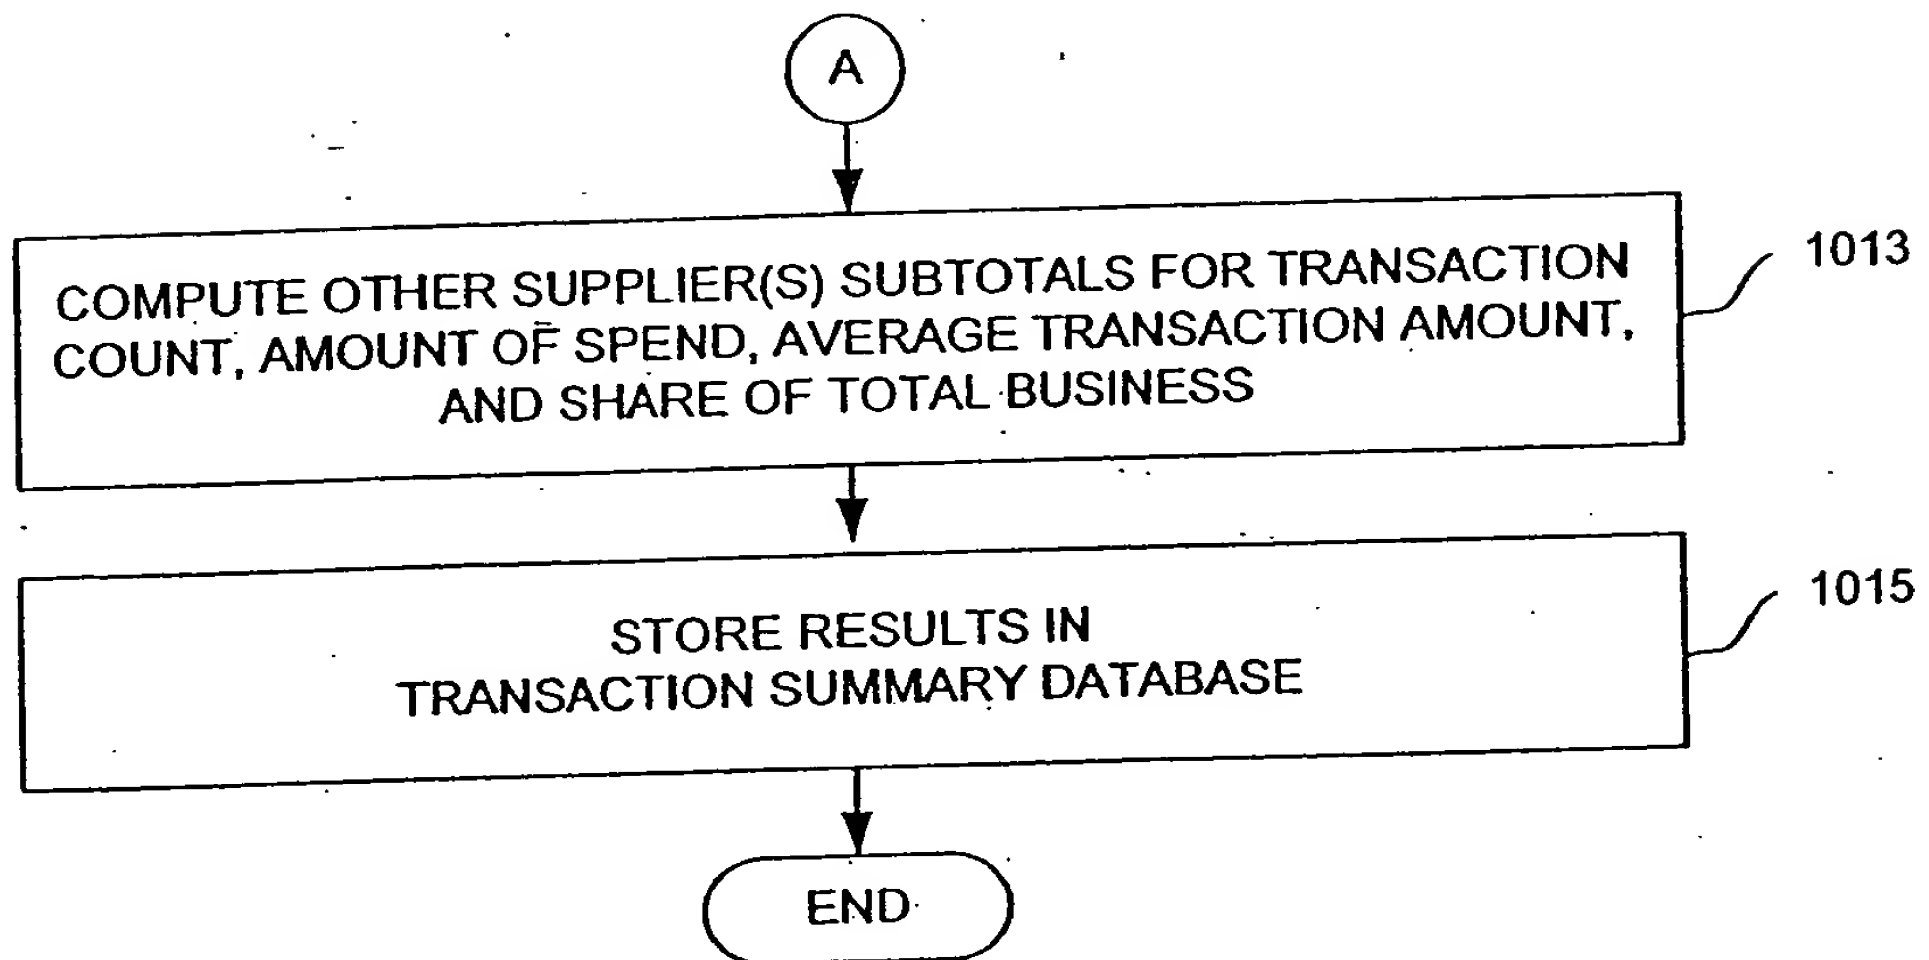 A
COMPUTE OTHER SUPPLIER(S) SUBTOTALS FOR TRANSACTION
COUNT, AMOUNT OF SPEND, AVERAGE TRANSACTION AMOUNT,
AND SHARE OF TOTAL BUSINESS
1013
STORE RESULTS IN
TRANSACTION SUMMARY DATABASE
1015
END